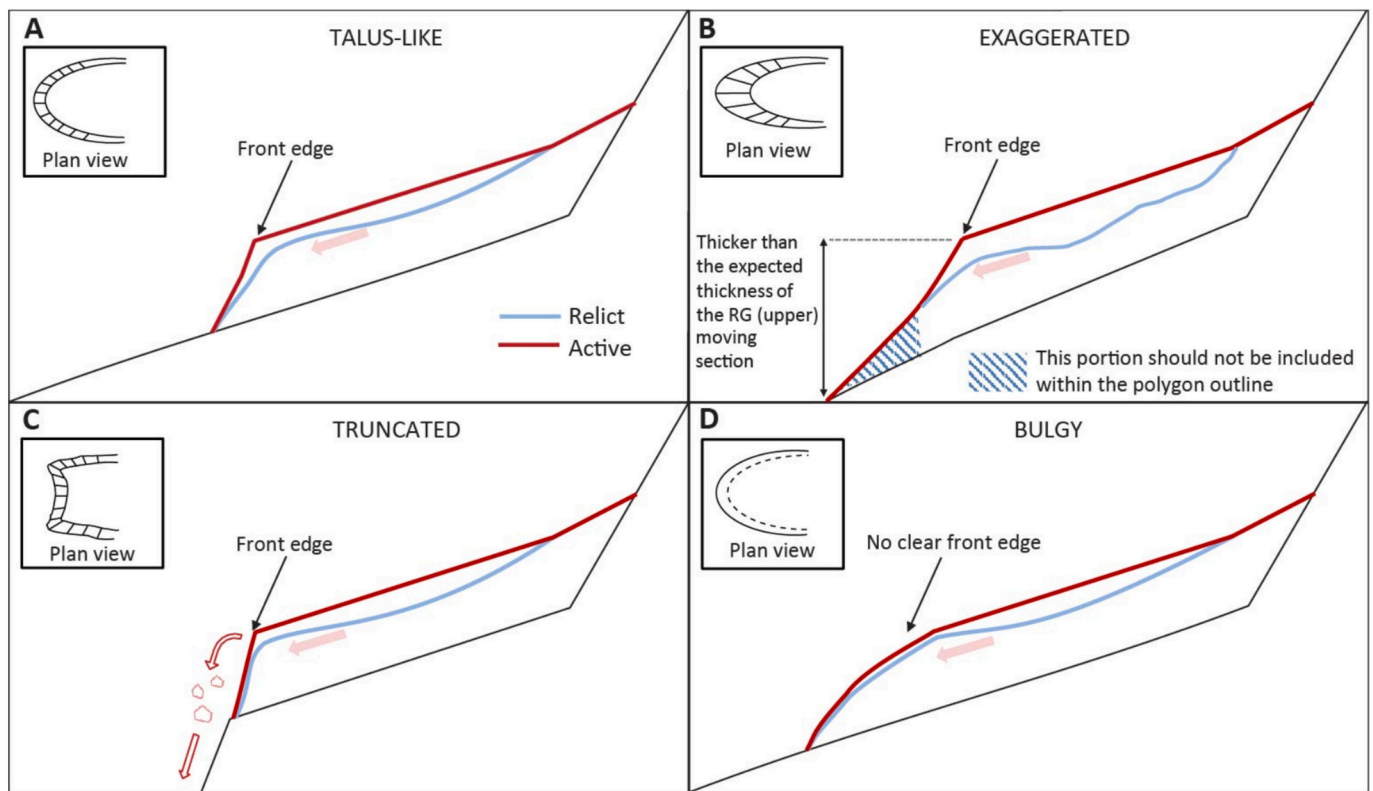 A
TALUS-LIKE
Plan view
Front edge
Relict
Active
B
EXAGGERATED
Plan view
Front edge
Thicker than
the expected
thickness of
the RG (upper)
moving
section
This portion should not be included
within the polygon outline
C
TRUNCATED
Plan view
Front edge
D
BULGY
Plan view
No clear front edge